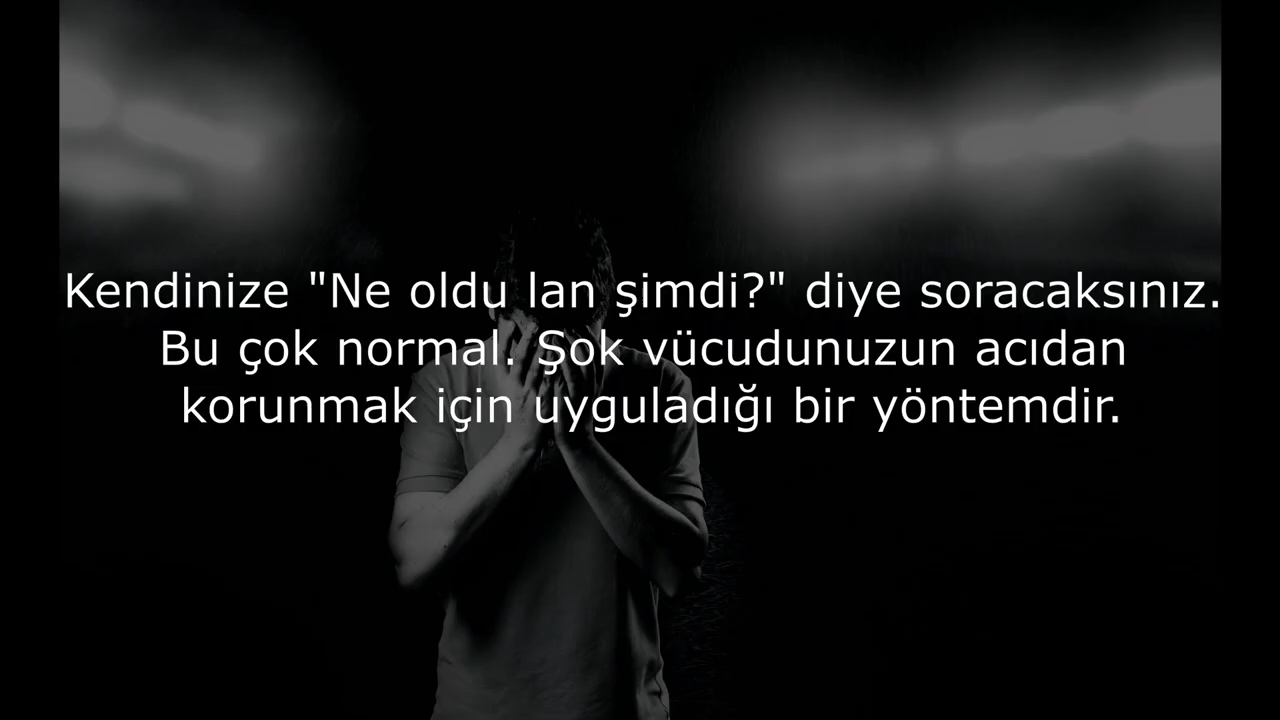 Kendinize "Ne oldu lan şimdi?" diye soracaksınız.
Bu çok normal. Şok vücudunuzun acıdan
korunmak için uyguladığı bir yöntemdir.